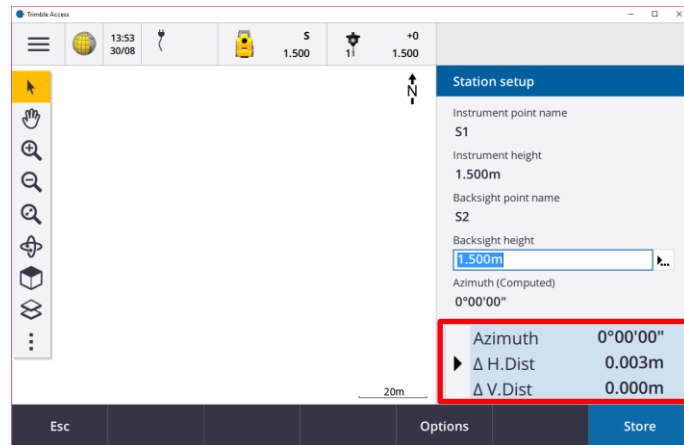 Trimble Access
13:53
30/08
S
1.500
+0
1.500
N
Station setup
Instrument point name
S1
Instrument height
1.500m
Backsight point name
S2
Backsight height
1.500m
Azimuth (Computed)
0°00'00"
Azimuth 0°00'00"
Δ H.Dist 0.003m
Δ V.Dist 0.000m
20m
Esc Options Store